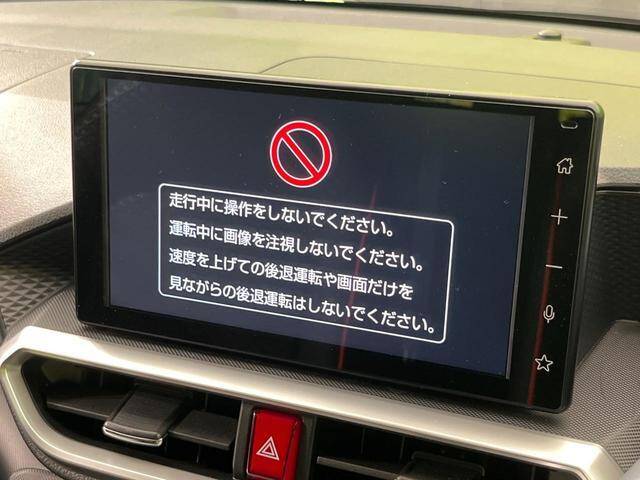 走行中に操作をしないでください。
運転中に画像を注視しないでください。
速度を上げての後退運転や画面だけを
見ながらの後退運転はしないでください。